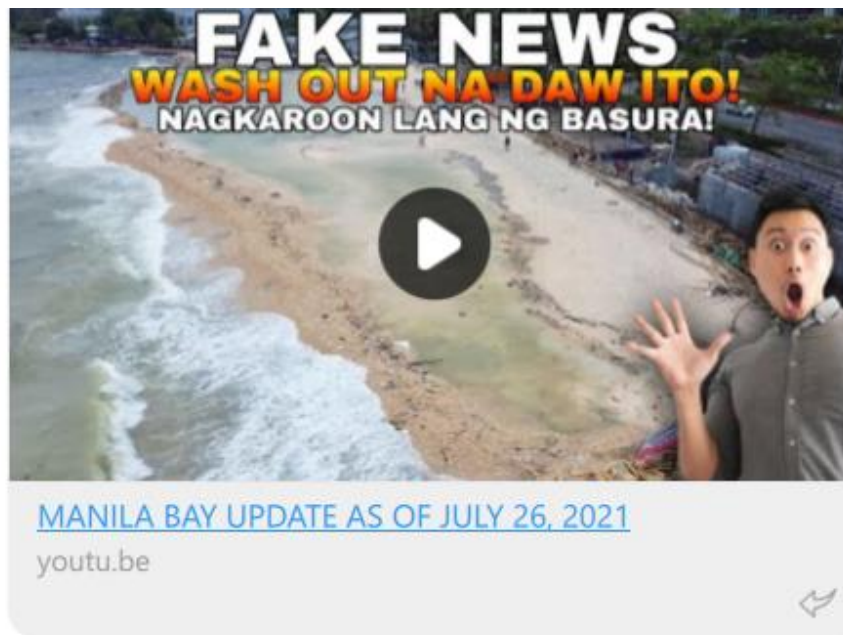 FAKE NEWS
WASH OUT NA DAW ITO!
NAGKAROON LANG NG BASURA!
MANILA BAY UPDATE AS OF JULY 26, 2021
youtu.be